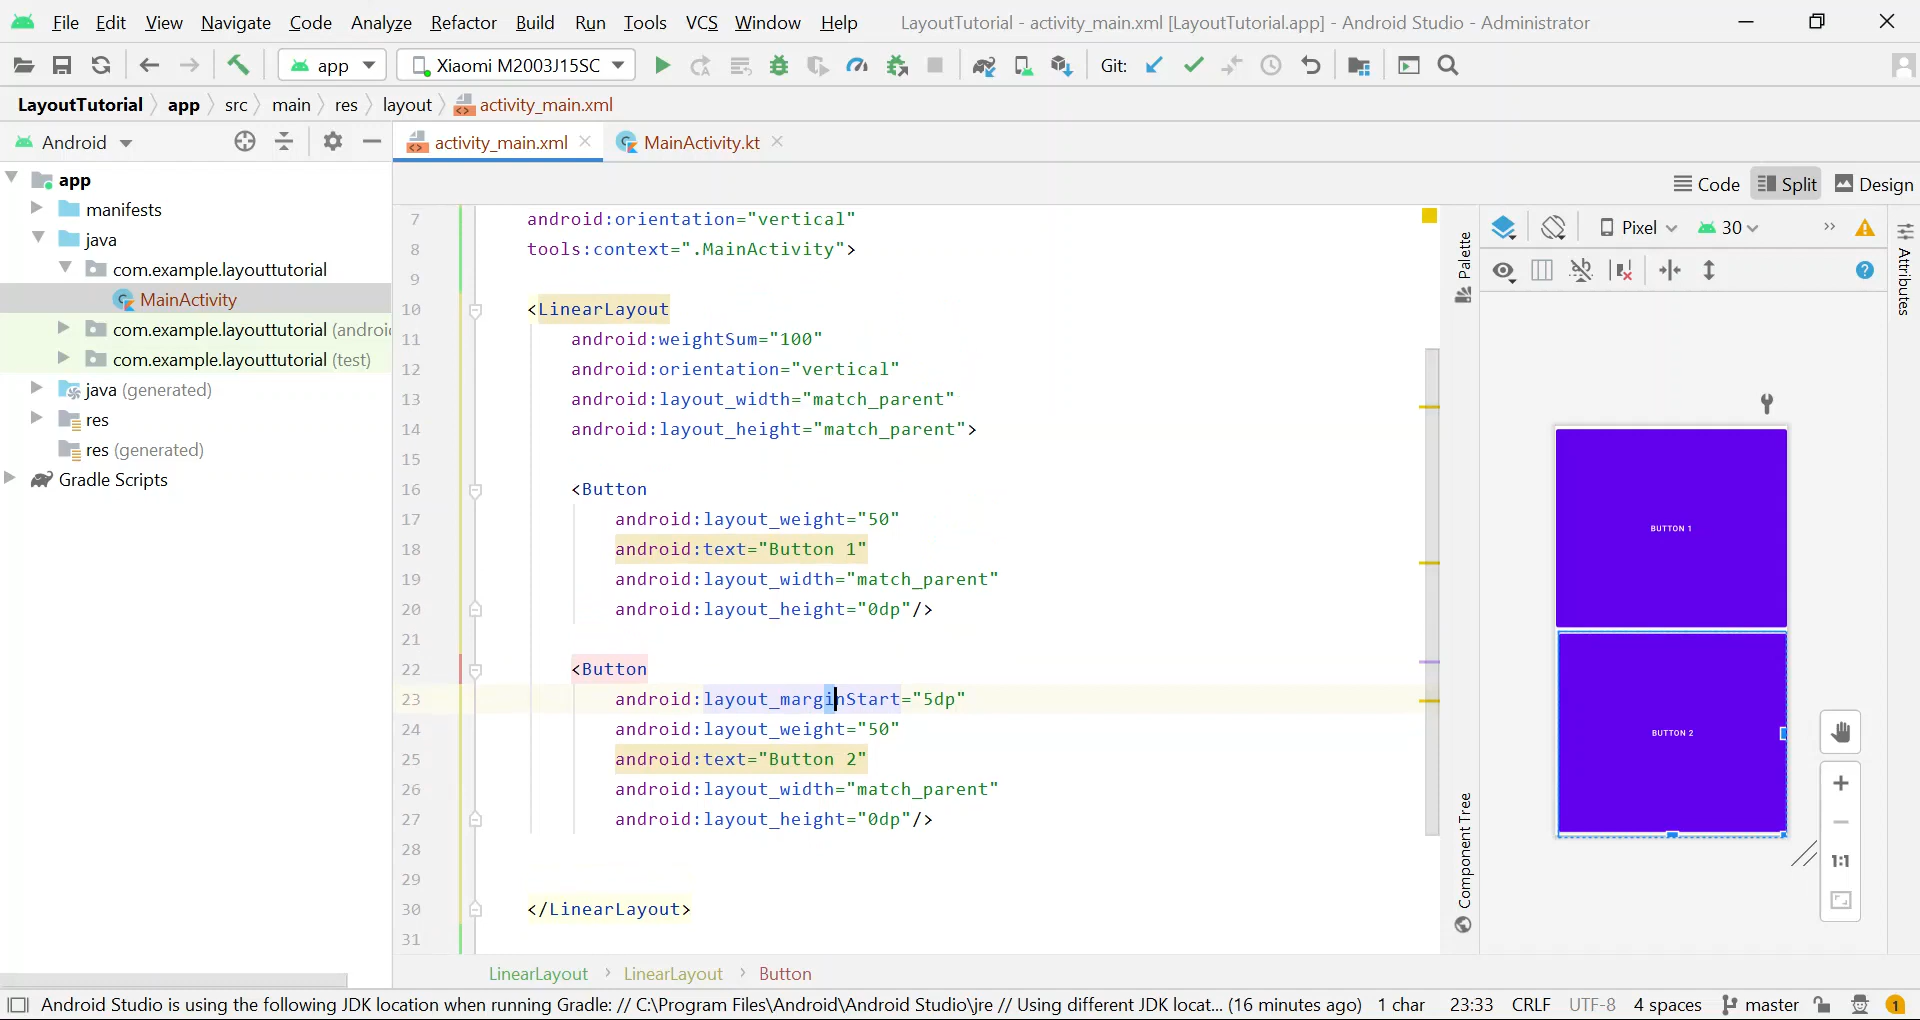 File Edit View Navigate Code Analyze Refactor Build Run Tools VCS Window Help LayoutTutorial - activity_main.xml [LayoutTutorial.app] - Android Studio - Administrator
app Xiaomi M2003J15SC Git:
LayoutTutorial app src main res layout activity_main.xml
Android
activity_main.xml MainActivity.kt
Code Split Design
app
manifests
java
com.example.layouttutorial
MainActivity
com.example.layouttutorial (androi
com.example.layouttutorial (test)
java (generated)
res
res (generated)
Gradle Scripts
7 android:orientation="vertical"
8 tools:context=".MainActivity">
9
10 <LinearLayout
11 android:weightSum="100"
12 android:orientation="vertical"
13 android:layout_width="match_parent"
14 android:layout_height="match_parent">
15
16 <Button
17 android:layout_weight="50"
18 android:text="Button 1"
19 android:layout_width="match_parent"
20 android:layout_height="0dp"/>
21
22 <Button
23 android:layout_marginStart="5dp"
24 android:layout_weight="50"
25 android:text="Button 2"
26 android:layout_width="match_parent"
27 android:layout_height="0dp"/>
28
29
30 </LinearLayout>
31
LinearLayout › LinearLayout › Button
Palette
Component Tree
Pixel 30
BUTTON 1
BUTTON 2
1:1
Attributes
Android Studio is using the following JDK location when running Gradle: // C:\Program Files\Android\Android Studio\jre // Using different JDK locat... (16 minutes ago) 1 char 23:33 CRLF UTF-8 4 spaces master 1